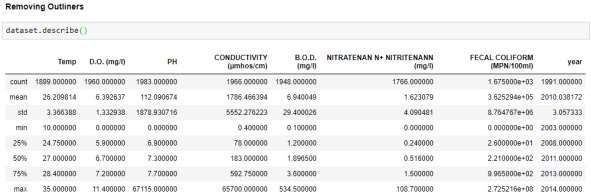 Removing Outliners
dataset.describe()
Temp D.O. (mg/l) PH CONDUCTIVITY (µmhos/cm) B.O.D. (mg/l) NITRATENAN N+ NITRITENANN (mg/l) FECAL COLIFORM (MPN/100ml) year
count 1899.000000 1960.000000 1983.000000 1966.000000 1948.000000 1766.000000 1.675000e+03 1991.000000
mean 26.209814 6.392637 112.090674 1786.466394 6.940049 1.623079 3.625294e+05 2010.038172
std 3.366388 1.332938 1878.930716 5552.276223 29.400026 4.090481 8.764767e+06 3.057333
min 10.000000 0.000000 0.000000 0.400000 0.100000 0.000000 0.000000e+00 2003.000000
25% 24.750000 5.900000 6.900000 78.000000 1.200000 0.240000 2.600000e+01 2008.000000
50% 27.000000 6.700000 7.300000 183.000000 1.896500 0.516000 2.210000e+02 2011.000000
75% 28.400000 7.200000 7.700000 592.750000 3.600000 1.500000 9.965000e+02 2013.000000
max 35.000000 11.400000 67115.000000 65700.000000 534.500000 108.700000 2.725216e+08 2014.000000